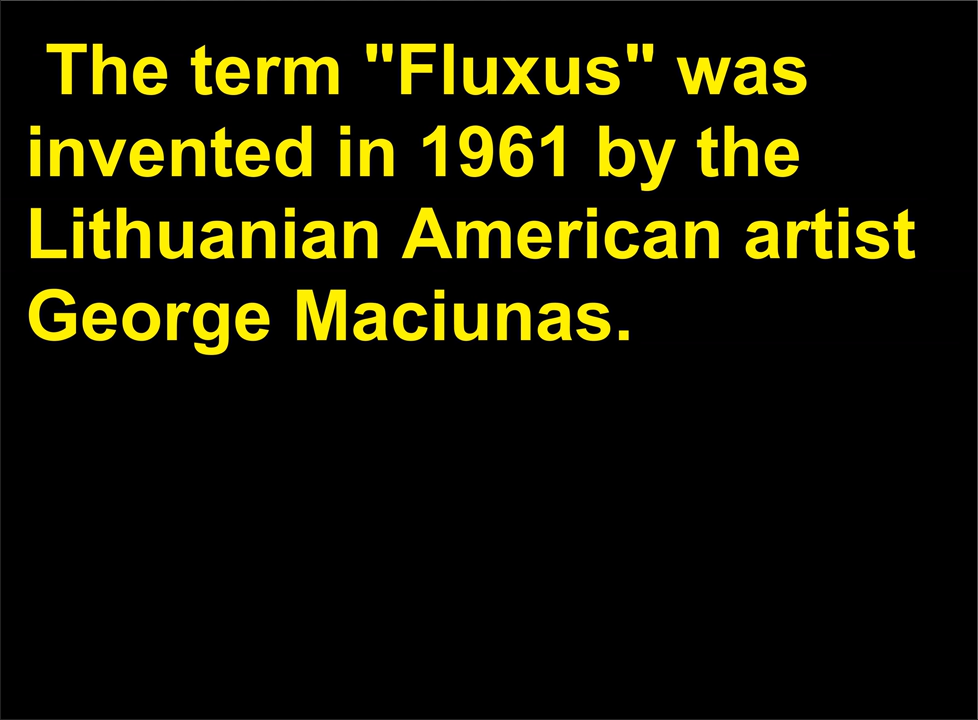 The term "Fluxus" was
invented in 1961 by the
Lithuanian American artist
George Maciunas.